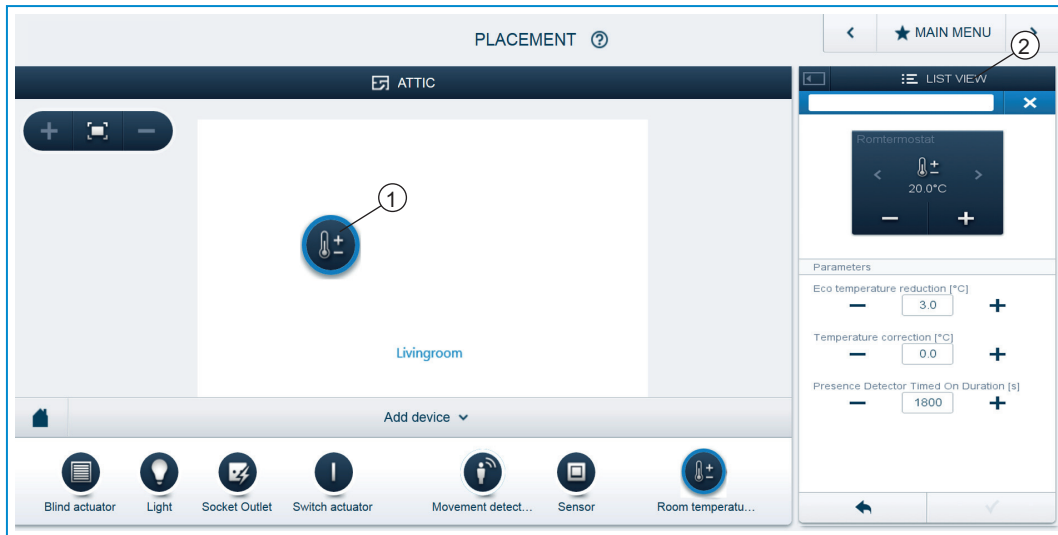 PLACEMENT ?
MAIN MENU
2
ATTIC
LIST VIEW
1
Romtermostat
20.0°C
Livingroom
Parameters
Eco temperature reduction [°C]
3.0
Temperature correction [°C]
0.0
Presence Detector Timed On Duration [s]
1800
Add device
Blind actuator
Light
Socket Outlet
Switch actuator
Movement detect...
Sensor
Room temperatu...